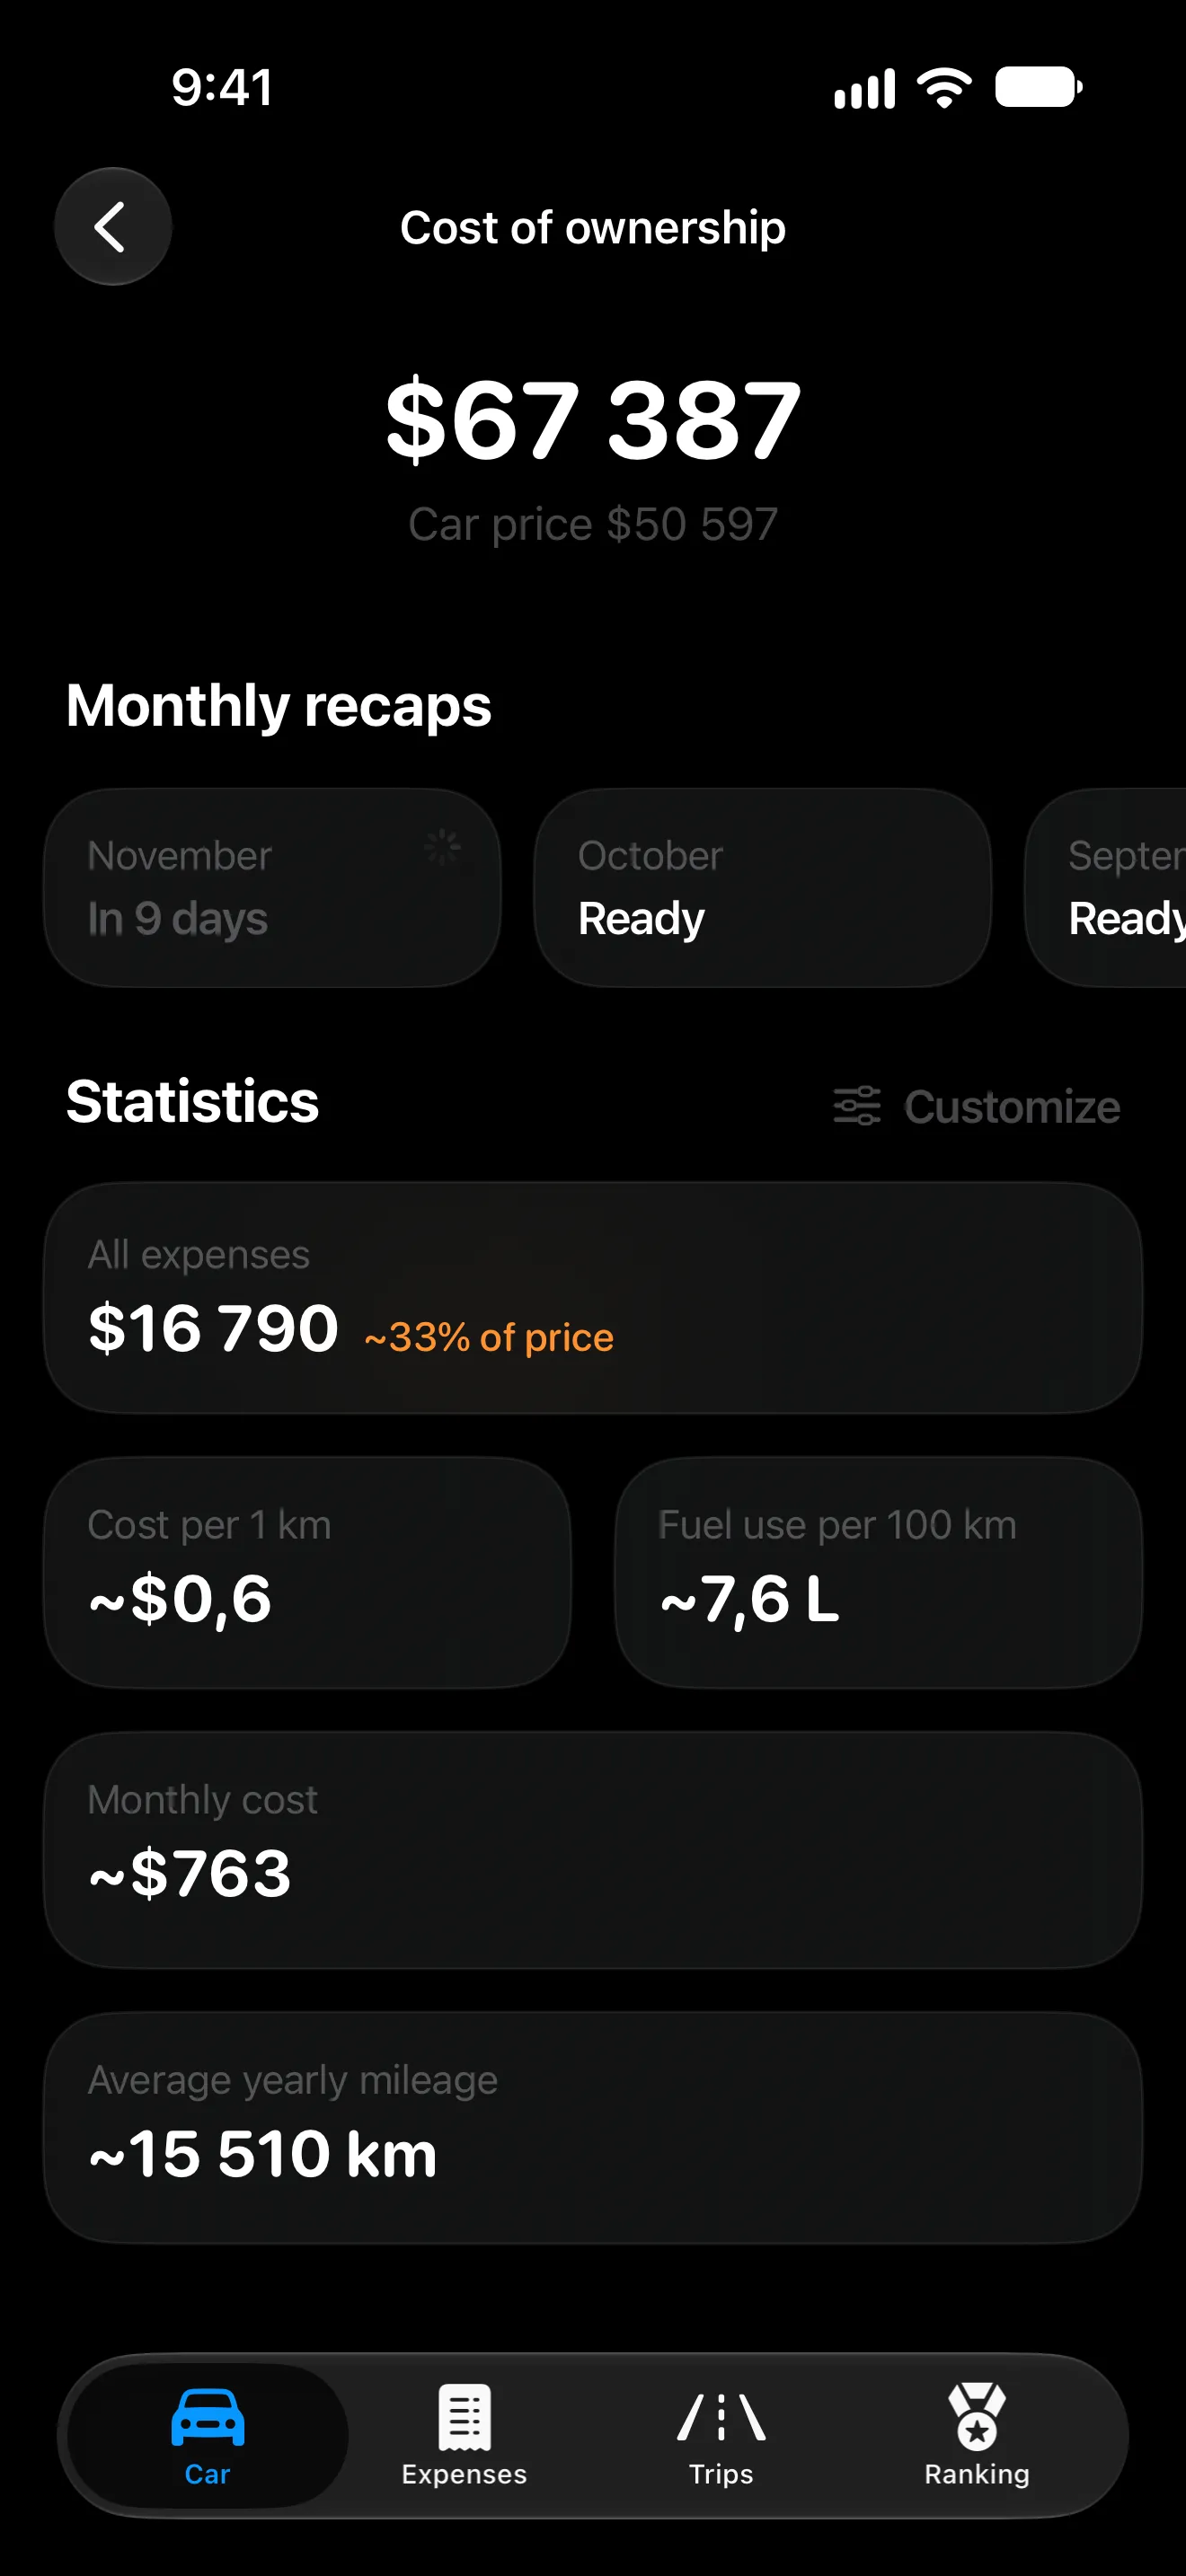 9:41
Cost of ownership
$67 387
Car price $50 597
Monthly recaps
November
In 9 days
October
Ready
Septer
Ready
Statistics
Customize
All expenses
$16 790 ~33% of price
Cost per 1 km
~$0,6
Fuel use per 100 km
~7,6 L
Monthly cost
~$763
Average yearly mileage
~15 510 km
Car
Expenses
Trips
Ranking